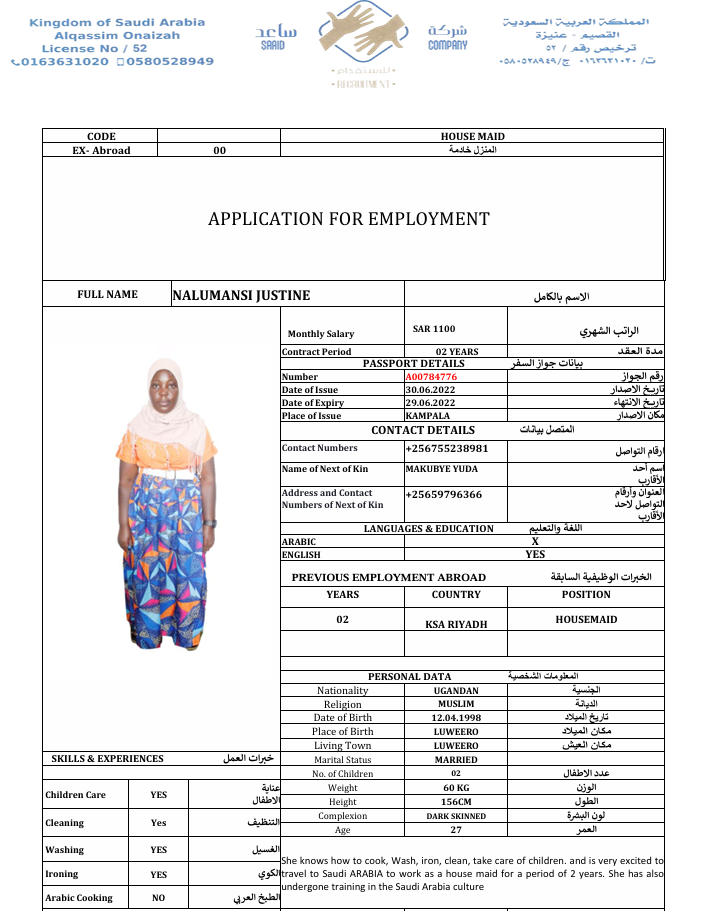 Kingdom of Saudi Arabia
Alqassim Onaizah
License No / 52
0163631020 0580528949
ساعد
SAAID
شركة
COMPANY
للاستقدام
RECRUITMENT
المملكة العربية السعودية
القصيم - عنيزة
ترخيص رقم / ٥٢
ت/ ٠١٦٣٦٣١٠٢٠ ج/ ٠٥٨٠٥٢٨٩٤٩
CODE HOUSE MAID
EX- Abroad 00 المنزل خادمة
APPLICATION FOR EMPLOYMENT
FULL NAME NALUMANSI JUSTINE الاسم بالكامل
Monthly Salary SAR 1100 الراتب الشهري
Contract Period 02 YEARS مدة العقد
PASSPORT DETAILS بيانات جواز السفر
Number A00784776 رقم الجواز
Date of Issue 30.06.2022 تاريخ الاصدار
Date of Expiry 29.06.2022 تاريخ الانتهاء
Place of Issue KAMPALA مكان الاصدار
CONTACT DETAILS المتصل بيانات
Contact Numbers +256755238981 ارقام التواصل
Name of Next of Kin MAKUBYE YUDA اسم أحد
الأقارب
Address and Contact +25659796366 العنوان وأرقام
Numbers of Next of Kin التواصل لاحد
الأقارب
LANGUAGES & EDUCATION اللغة والتعليم
ARABIC X
ENGLISH YES
PREVIOUS EMPLOYMENT ABROAD الخبرات الوظيفية السابقة
YEARS COUNTRY POSITION
02 KSA RIYADH HOUSEMAID
PERSONAL DATA المعلومات الشخصية
Nationality UGANDAN الجنسية
Religion MUSLIM الديانة
Date of Birth 12.04.1998 تاريخ الميلاد
Place of Birth LUWEERO مكان الميلاد
Living Town LUWEERO مكان العيش
Marital Status MARRIED
No. of Children 02 عدد الاطفال
Weight 60 KG الوزن
Height 156CM الطول
Complexion DARK SKINNED لون البشرة
Age 27 العمر
SKILLS & EXPERIENCES خبرات العمل
Children Care YES عناية
الاطفال
Cleaning Yes التنظيف
Washing YES الغسيل
Ironing YES الكوي
Arabic Cooking NO الطبخ العربي
She knows how to cook, Wash, iron, clean, take care of children. and is very excited to
travel to Saudi ARABIA to work as a house maid for a period of 2 years. She has also
undergone training in the Saudi Arabia culture